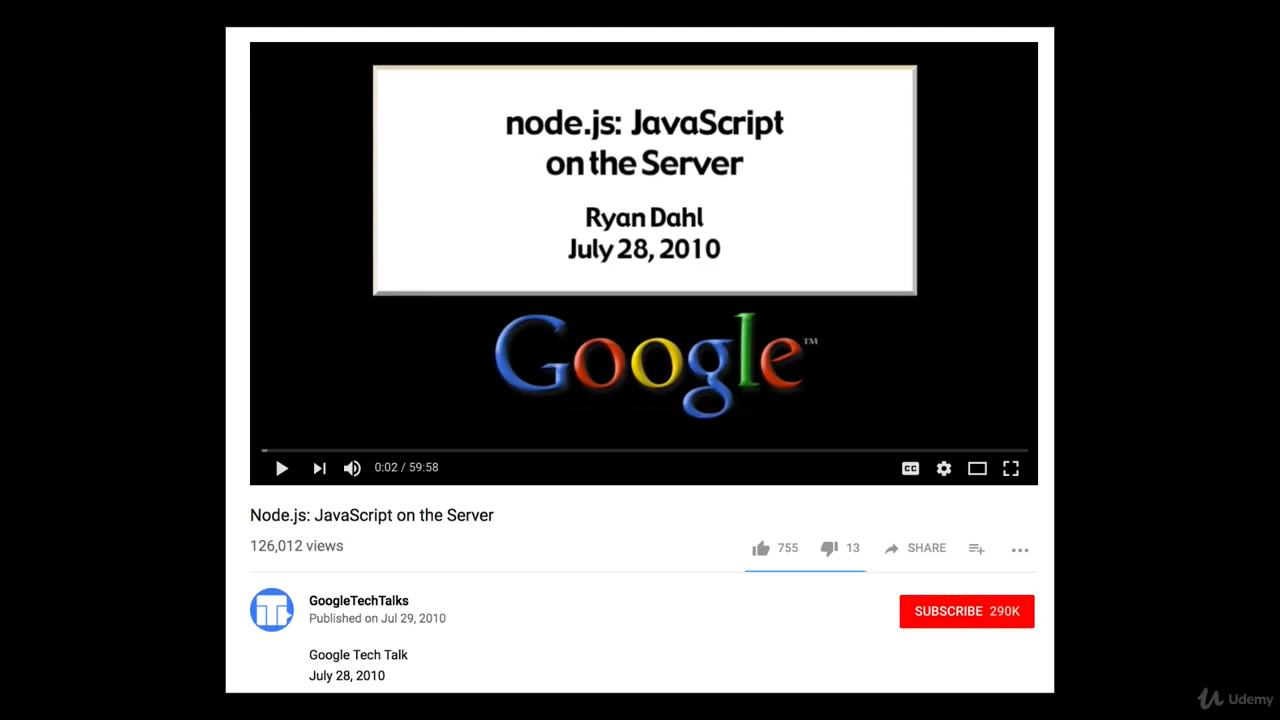 node.js: JavaScript
on the Server
Ryan Dahl
July 28, 2010
Google™
0:02 / 59:58
CC
Node.js: JavaScript on the Server
126,012 views
755 13 SHARE
GoogleTechTalks
Published on Jul 29, 2010
SUBSCRIBE 290K
Google Tech Talk
July 28, 2010
Udemy